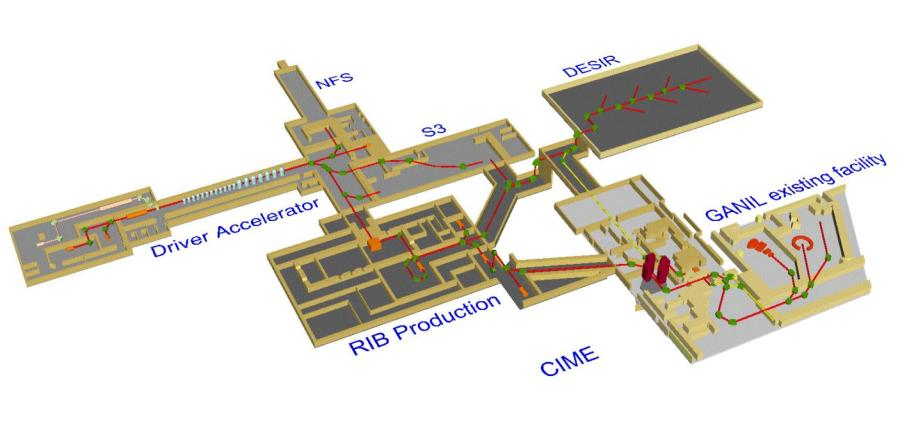 NFS
DESIR
S3
Driver Accelerator
GANIL existing facility
RIB Production
CIME